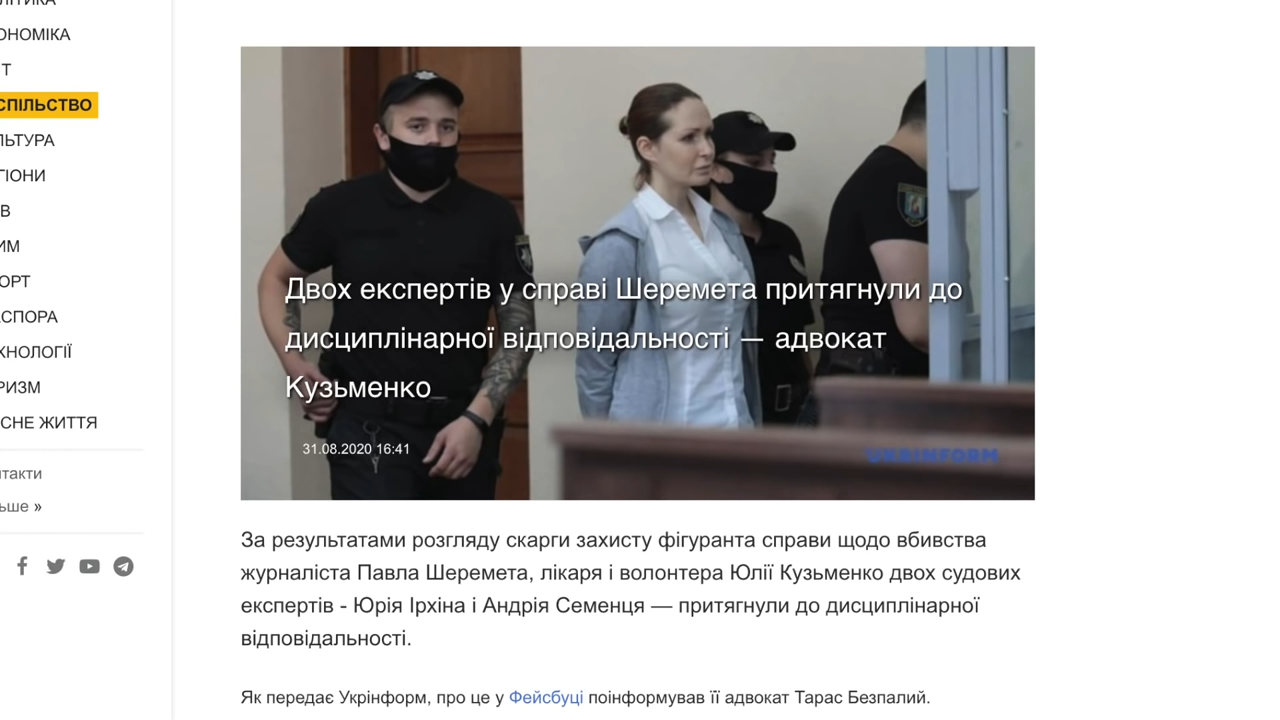 ЛІТИКА
ОНОМІКА
Т
СПІЛЬСТВО
ЛЬТУРА
ГІОНИ
В
ИМ
ОРТ
АСПОРА
ХНОЛОГІЇ
РИЗМ
СНЕ ЖИТТЯ
нтакти
ьше »
Двох експертів у справі Шеремета притягнули до
дисциплінарної відповідальності — адвокат
Кузьменко_
31.08.2020 16:41
UKRINFORM
За результатами розгляду скарги захисту фігуранта справи щодо вбивства
журналіста Павла Шеремета, лікаря і волонтера Юлії Кузьменко двох судових
експертів - Юрія Ірхіна і Андрія Семенця — притягнули до дисциплінарної
відповідальності.
Як передає Укрінформ, про це у Фейсбуці поінформував її адвокат Тарас Безпалий.